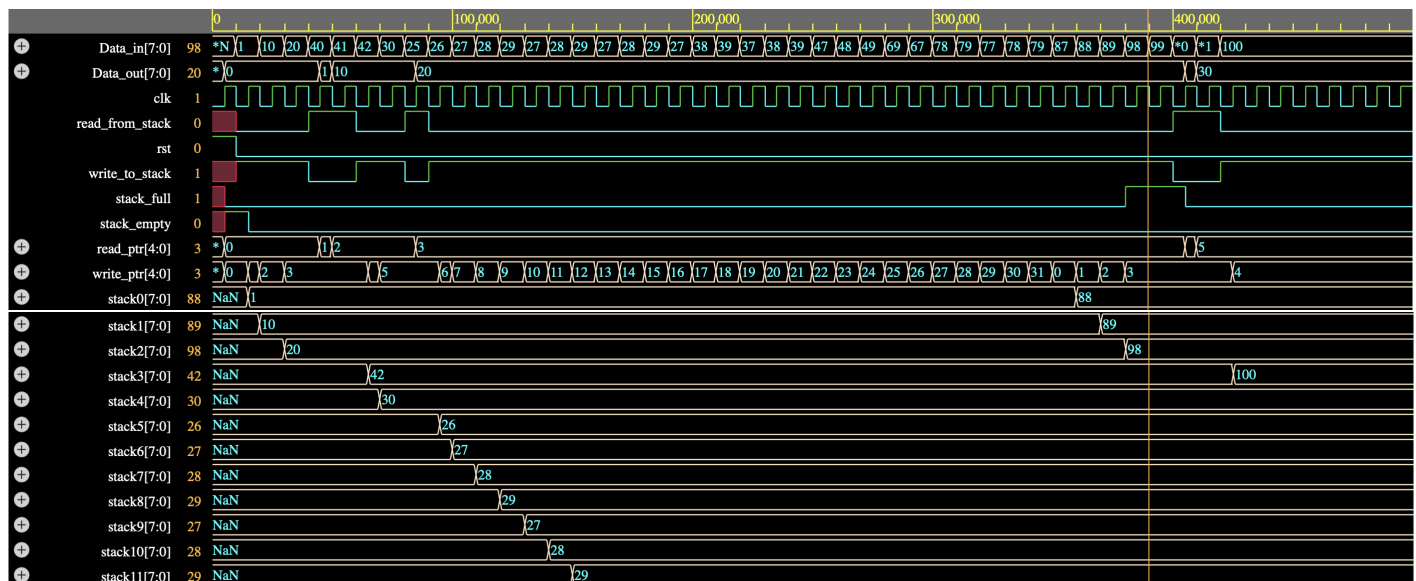 0 100,000 200,000 300,000 400,000
Data_in[7:0] 98 *N 1 10 20 40 41 42 30 25 26 27 28 29 27 28 29 27 28 29 27 38 39 37 38 39 47 48 49 69 67 78 79 77 78 79 87 88 89 98 99 *0 *1 100
Data_out[7:0] 20 * 0 1 10 20 30
clk 1
read_from_stack 0
rst 0
write_to_stack 1
stack_full 1
stack_empty 0
read_ptr[4:0] 3 * 0 1 2 3 5
write_ptr[4:0] 3 * 0 2 3 5 6 7 8 9 10 11 12 13 14 15 16 17 18 19 20 21 22 23 24 25 26 27 28 29 30 31 0 1 2 3 4
stack0[7:0] 88 NaN 1 88
stack1[7:0] 89 NaN 10 89
stack2[7:0] 98 NaN 20 98
stack3[7:0] 42 NaN 42 100
stack4[7:0] 30 NaN 30
stack5[7:0] 26 NaN 26
stack6[7:0] 27 NaN 27
stack7[7:0] 28 NaN 28
stack8[7:0] 29 NaN 29
stack9[7:0] 27 NaN 27
stack10[7:0] 28 NaN 28
stack11[7:0] 29 NaN 29